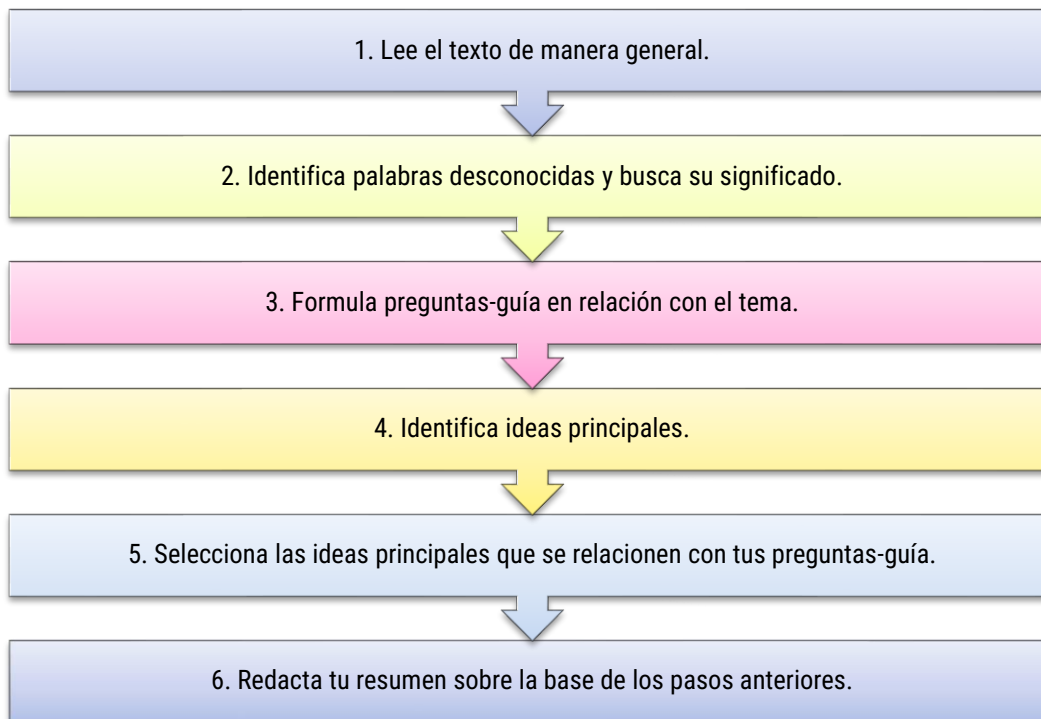 1. Lee el texto de manera general.
2. Identifica palabras desconocidas y busca su significado.
3. Formula preguntas-guía en relación con el tema.
4. Identifica ideas principales.
5. Selecciona las ideas principales que se relacionen con tus preguntas-guía.
6. Redacta tu resumen sobre la base de los pasos anteriores.